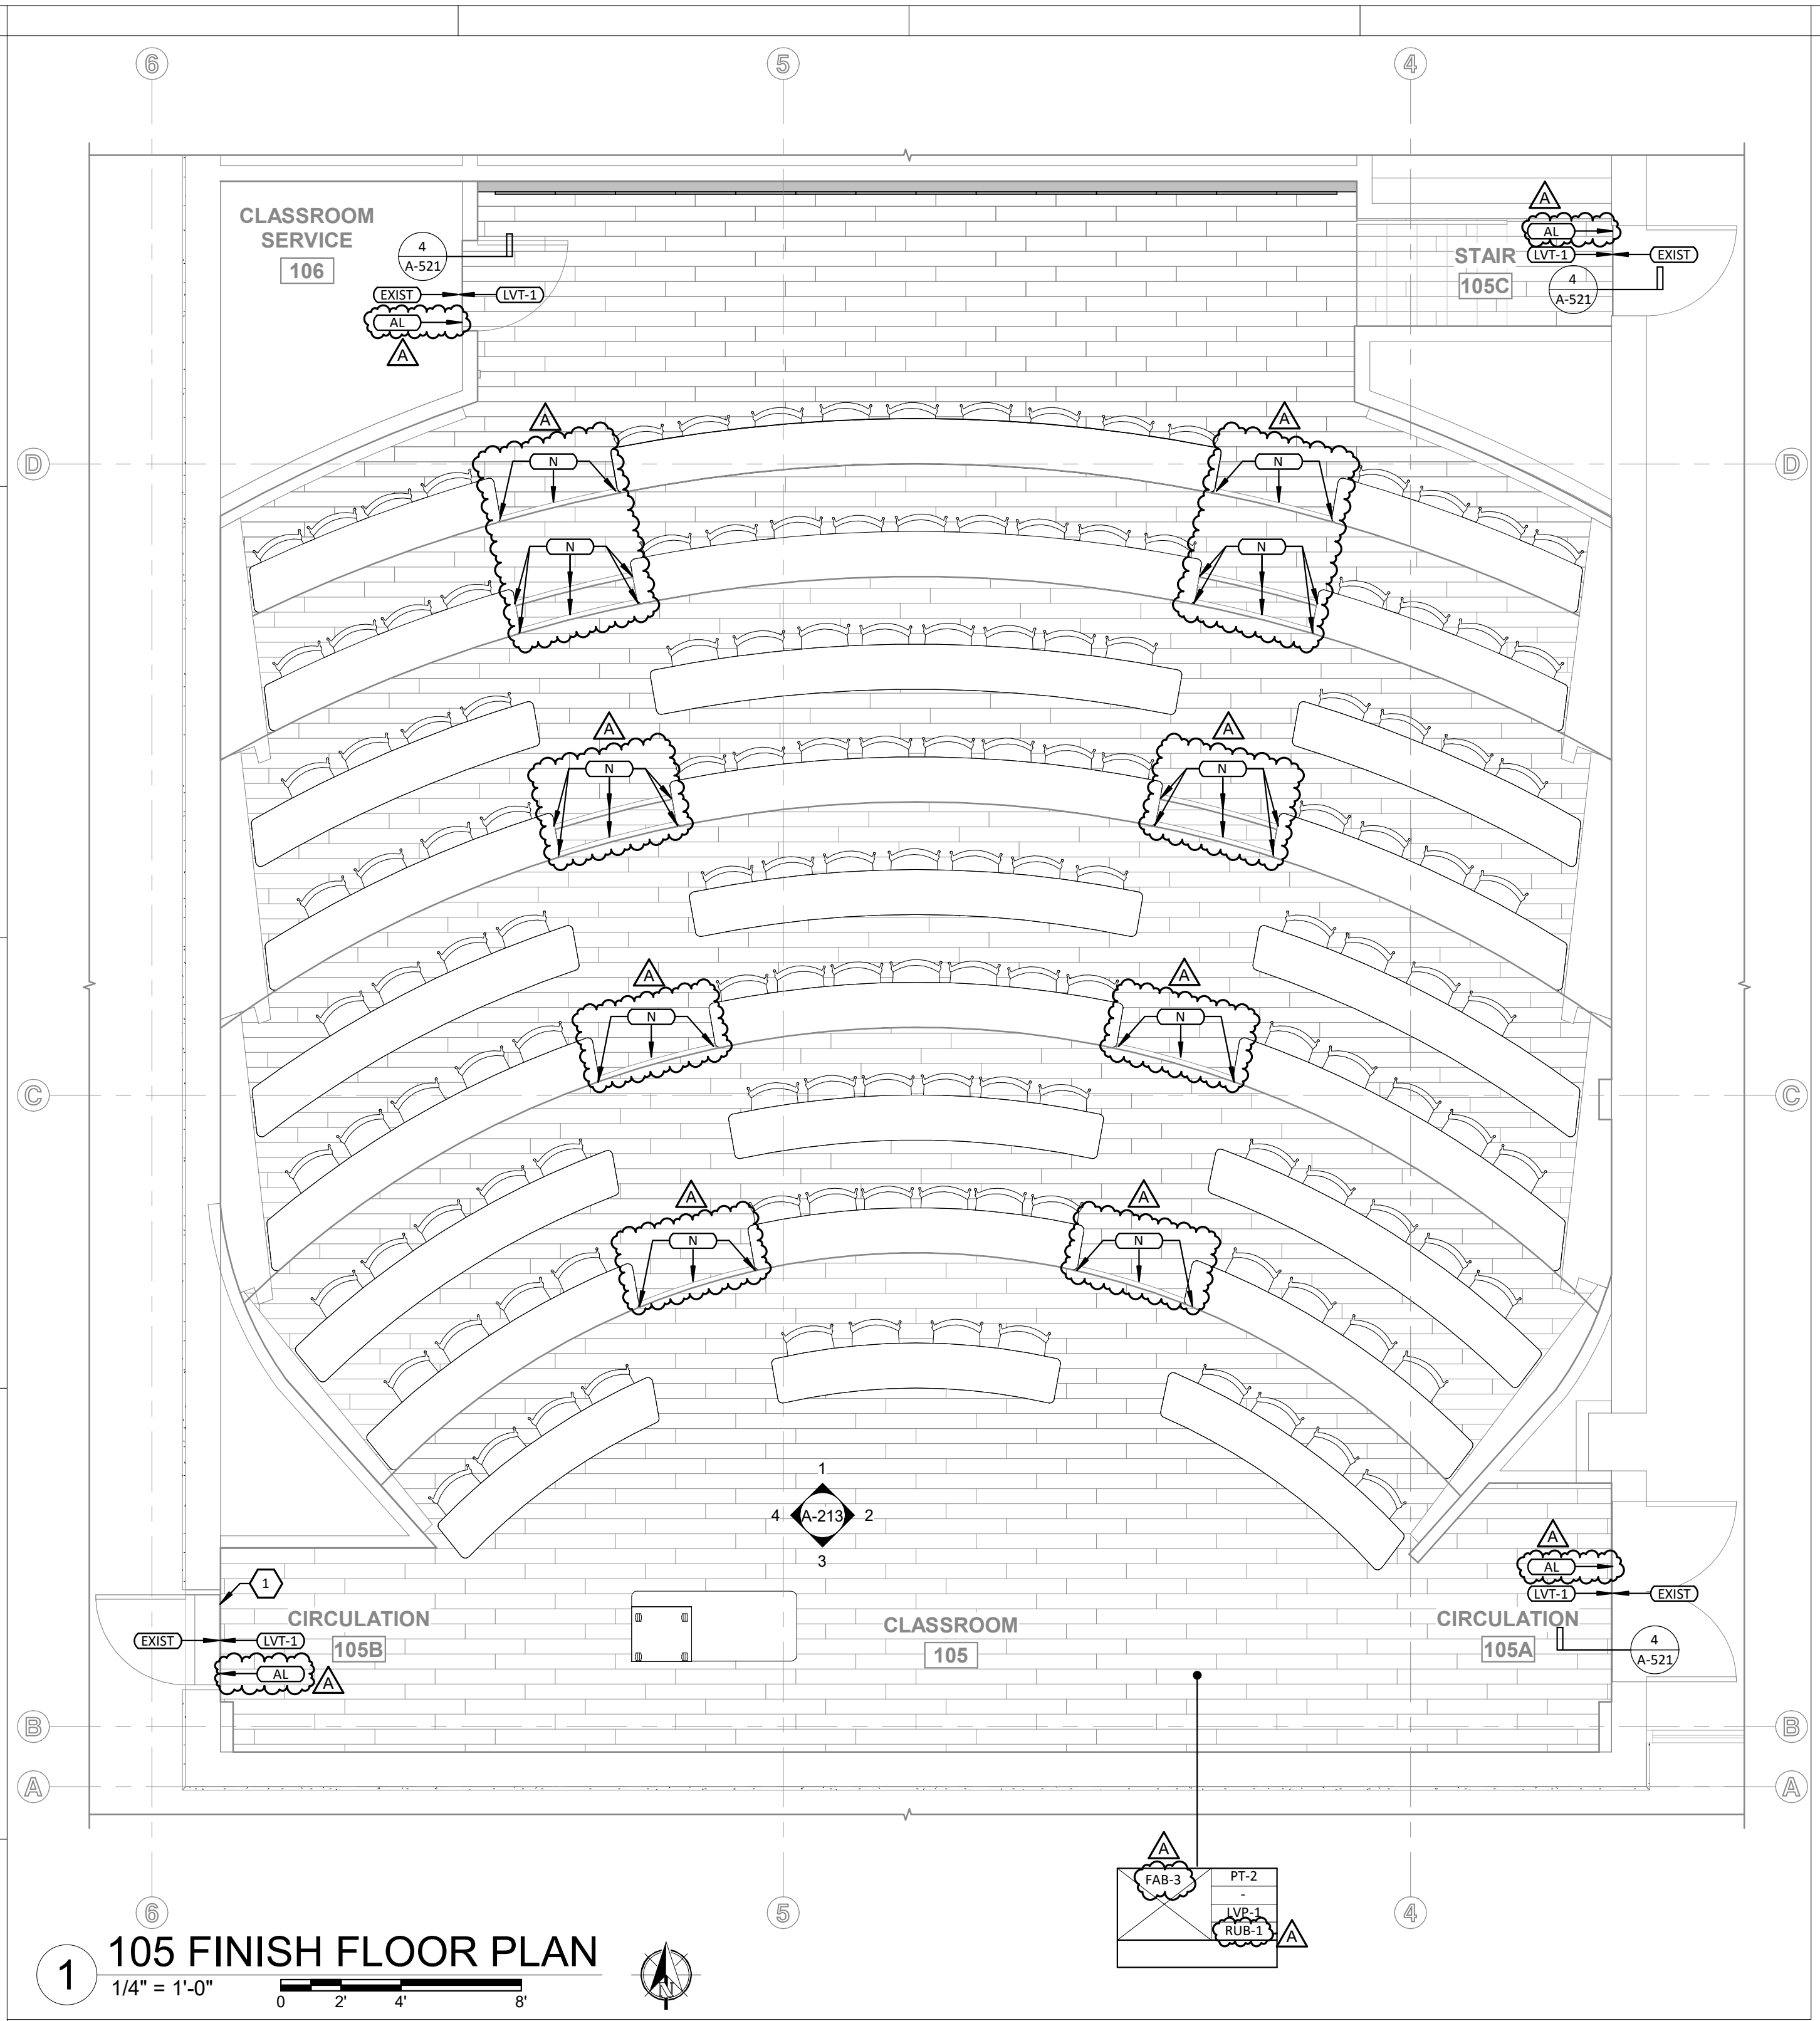 6
5
4
CLASSROOM
SERVICE
106
4
A-521
EXIST
LVT-1
AL
A
A
AL
STAIR
LVT-1
EXIST
105C
4
A-521
A
A
D
N
N
D
N
N
A
A
N
N
A
A
N
N
C
C
A
A
N
N
1
4
A-213
2
3
A
AL
LVT-1
EXIST
1
CIRCULATION
CLASSROOM
CIRCULATION
EXIST
LVT-1
105B
105
105A
4
A-521
AL
A
B
B
A
A
A
FAB-3
PT-2
-
LVP-1
RUB-1
A
6
5
4
1
105 FINISH FLOOR PLAN
1/4" = 1'-0"
0
2'
4'
8'
N